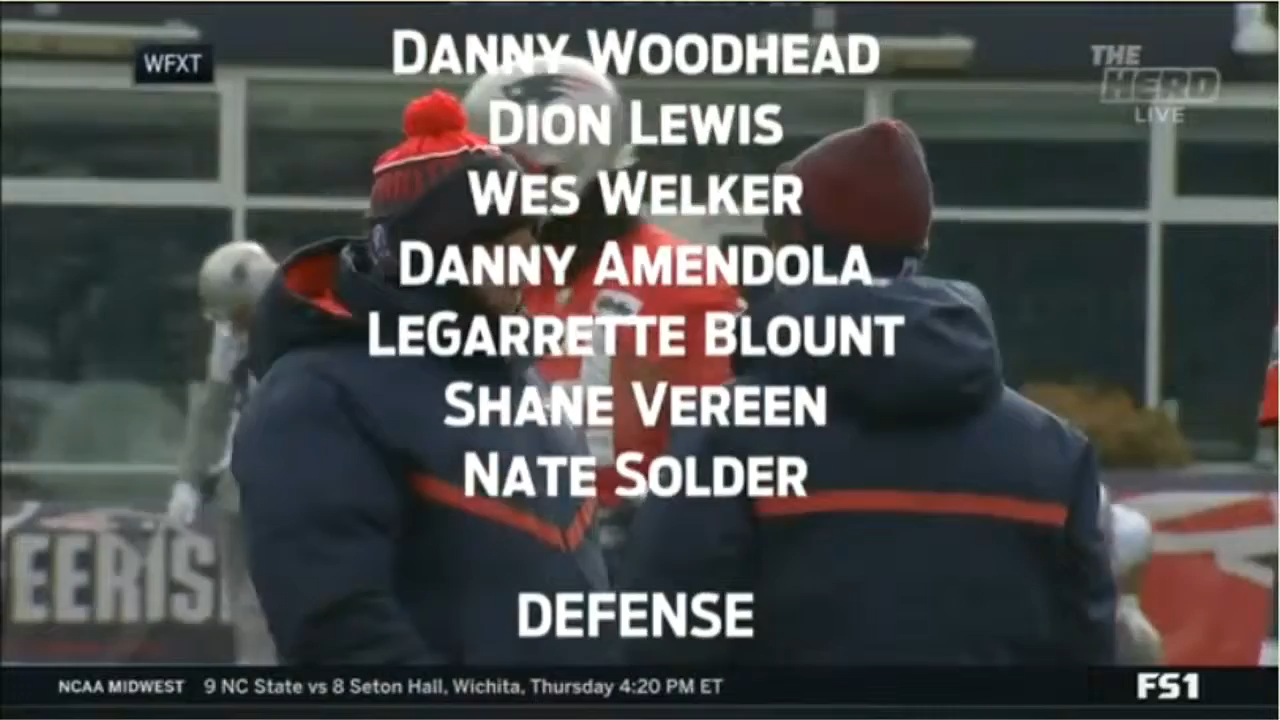 WFXT
THE
HERD
LIVE
DANNY WOODHEAD
DION LEWIS
WES WELKER
DANNY AMENDOLA
LEGARRETTE BLOUNT
SHANE VEREEN
NATE SOLDER
DEFENSE
NCAA MIDWEST 9 NC State vs 8 Seton Hall, Wichita, Thursday 4:20 PM ET
FS1